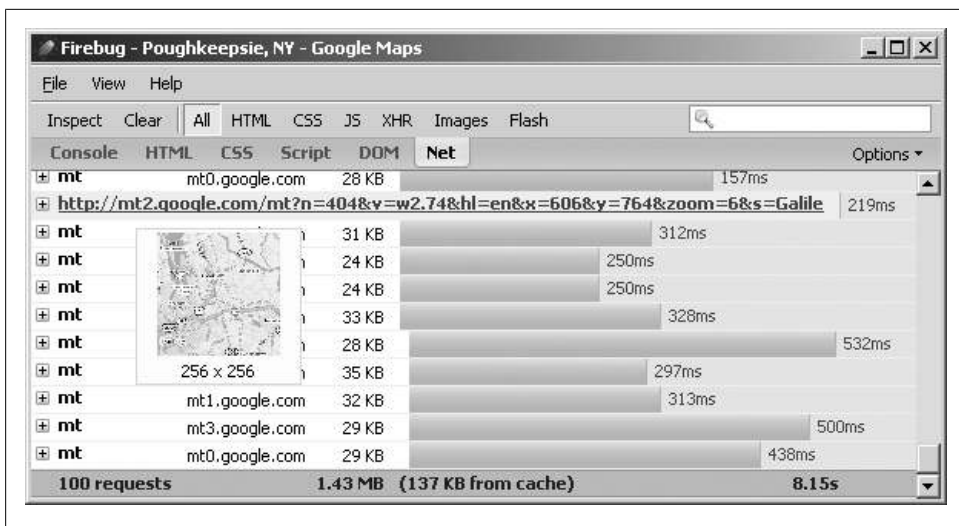 Firebug - Poughkeepsie, NY - Google Maps
File View Help
Inspect Clear All HTML CSS JS XHR Images Flash
Console HTML CSS Script DOM Net Options
mt mt0.google.com 28 KB 157ms
http://mt2.google.com/mt?n=404&v=w2.74&hl=en&x=606&y=764&zoom=6&s=Galile 219ms
mt 31 KB 312ms
mt 24 KB 250ms
mt 24 KB 250ms
mt 33 KB 328ms
mt 28 KB 532ms
mt 256 x 256 35 KB 297ms
mt mt1.google.com 32 KB 313ms
mt mt3.google.com 29 KB 500ms
mt mt0.google.com 29 KB 438ms
100 requests 1.43 MB (137 KB from cache) 8.15s